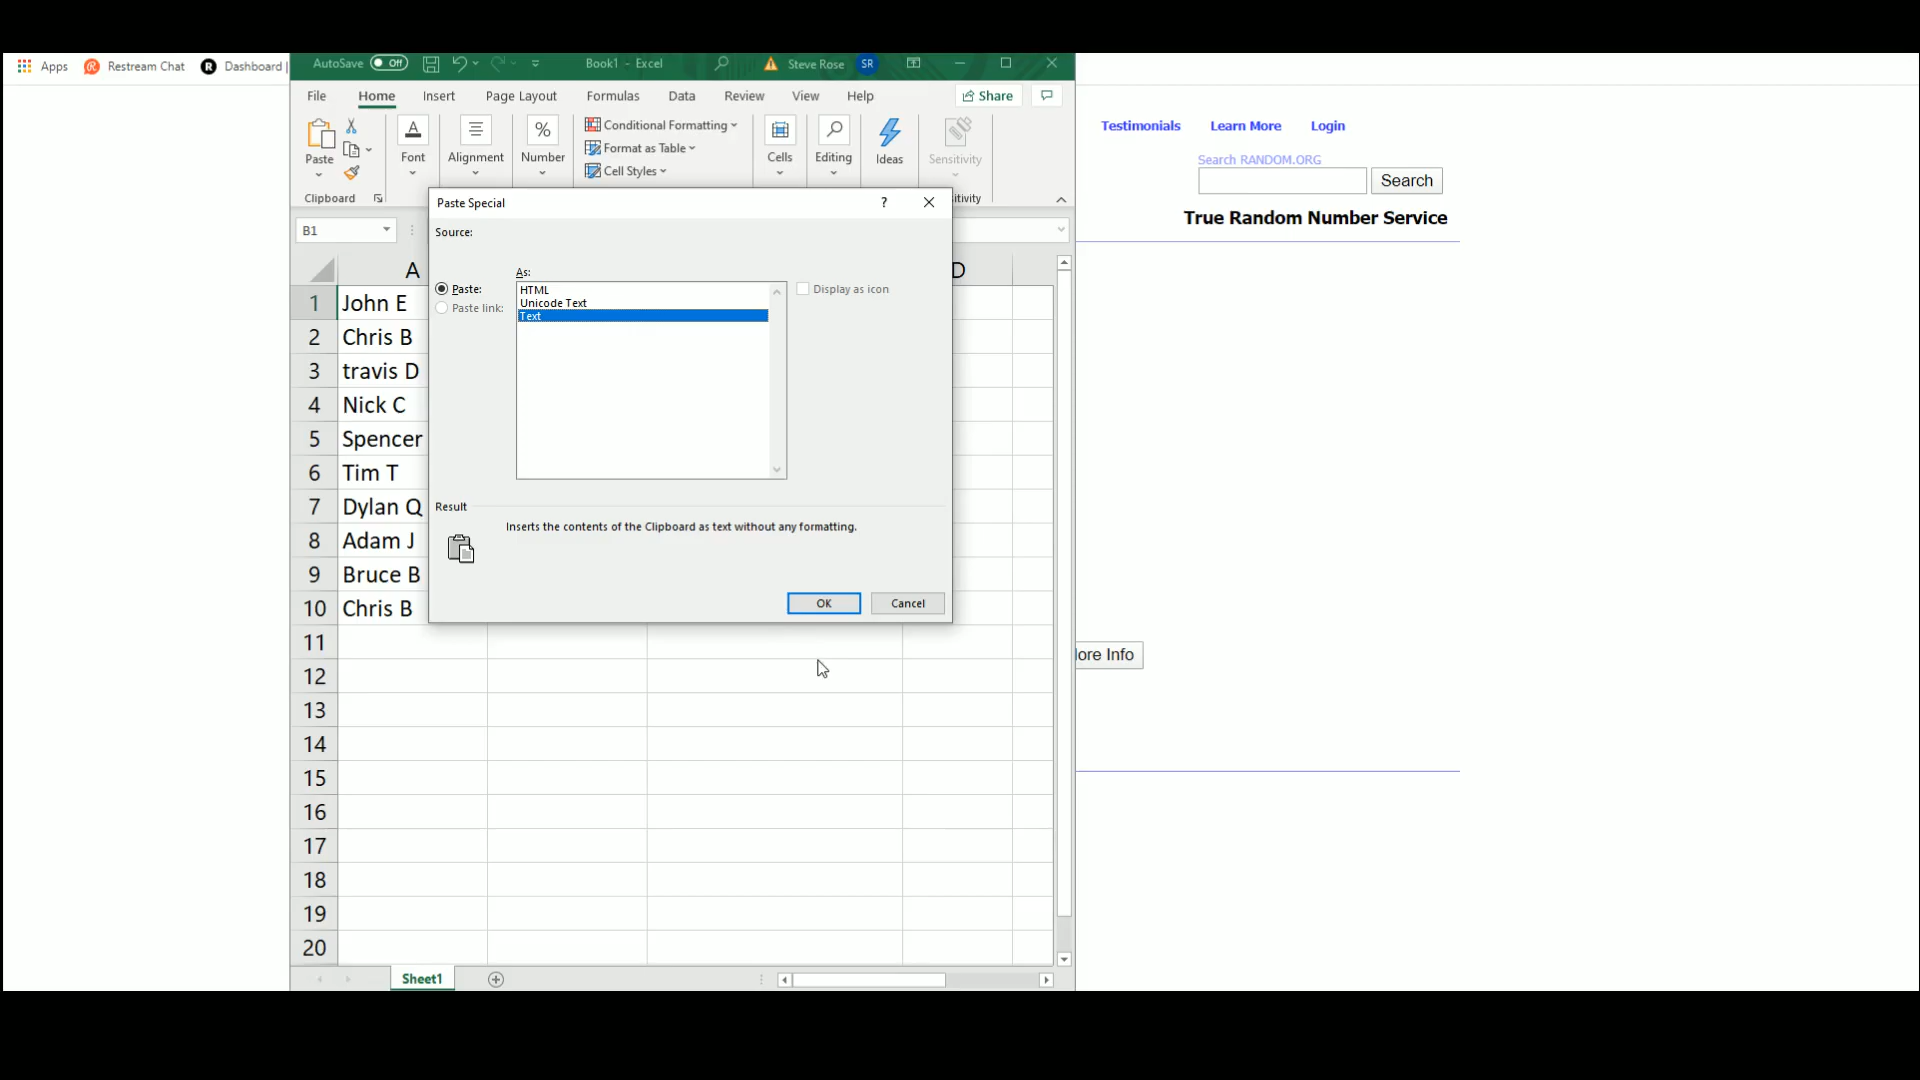 Apps Restream Chat Dashboard |
AutoSave Off Book1 - Excel Steve Rose SR
File Home Insert Page Layout Formulas Data Review View Help Share
Paste
Clipboard
Font
Alignment
Number
Conditional Formatting
Format as Table
Cell Styles
Cells
Editing
Ideas
Sensitivity
itivity
B1
Paste Special ?
Source:
As:
Paste:
Paste link:
HTML
Unicode Text
Text
Display as icon
Result
Inserts the contents of the Clipboard as text without any formatting.
OK Cancel
A D
1 John E
2 Chris B
3 travis D
4 Nick C
5 Spencer
6 Tim T
7 Dylan Q
8 Adam J
9 Bruce B
10 Chris B
11
12
13
14
15
16
17
18
19
20
Sheet1
Testimonials Learn More Login
Search RANDOM.ORG
Search
True Random Number Service
ore Info